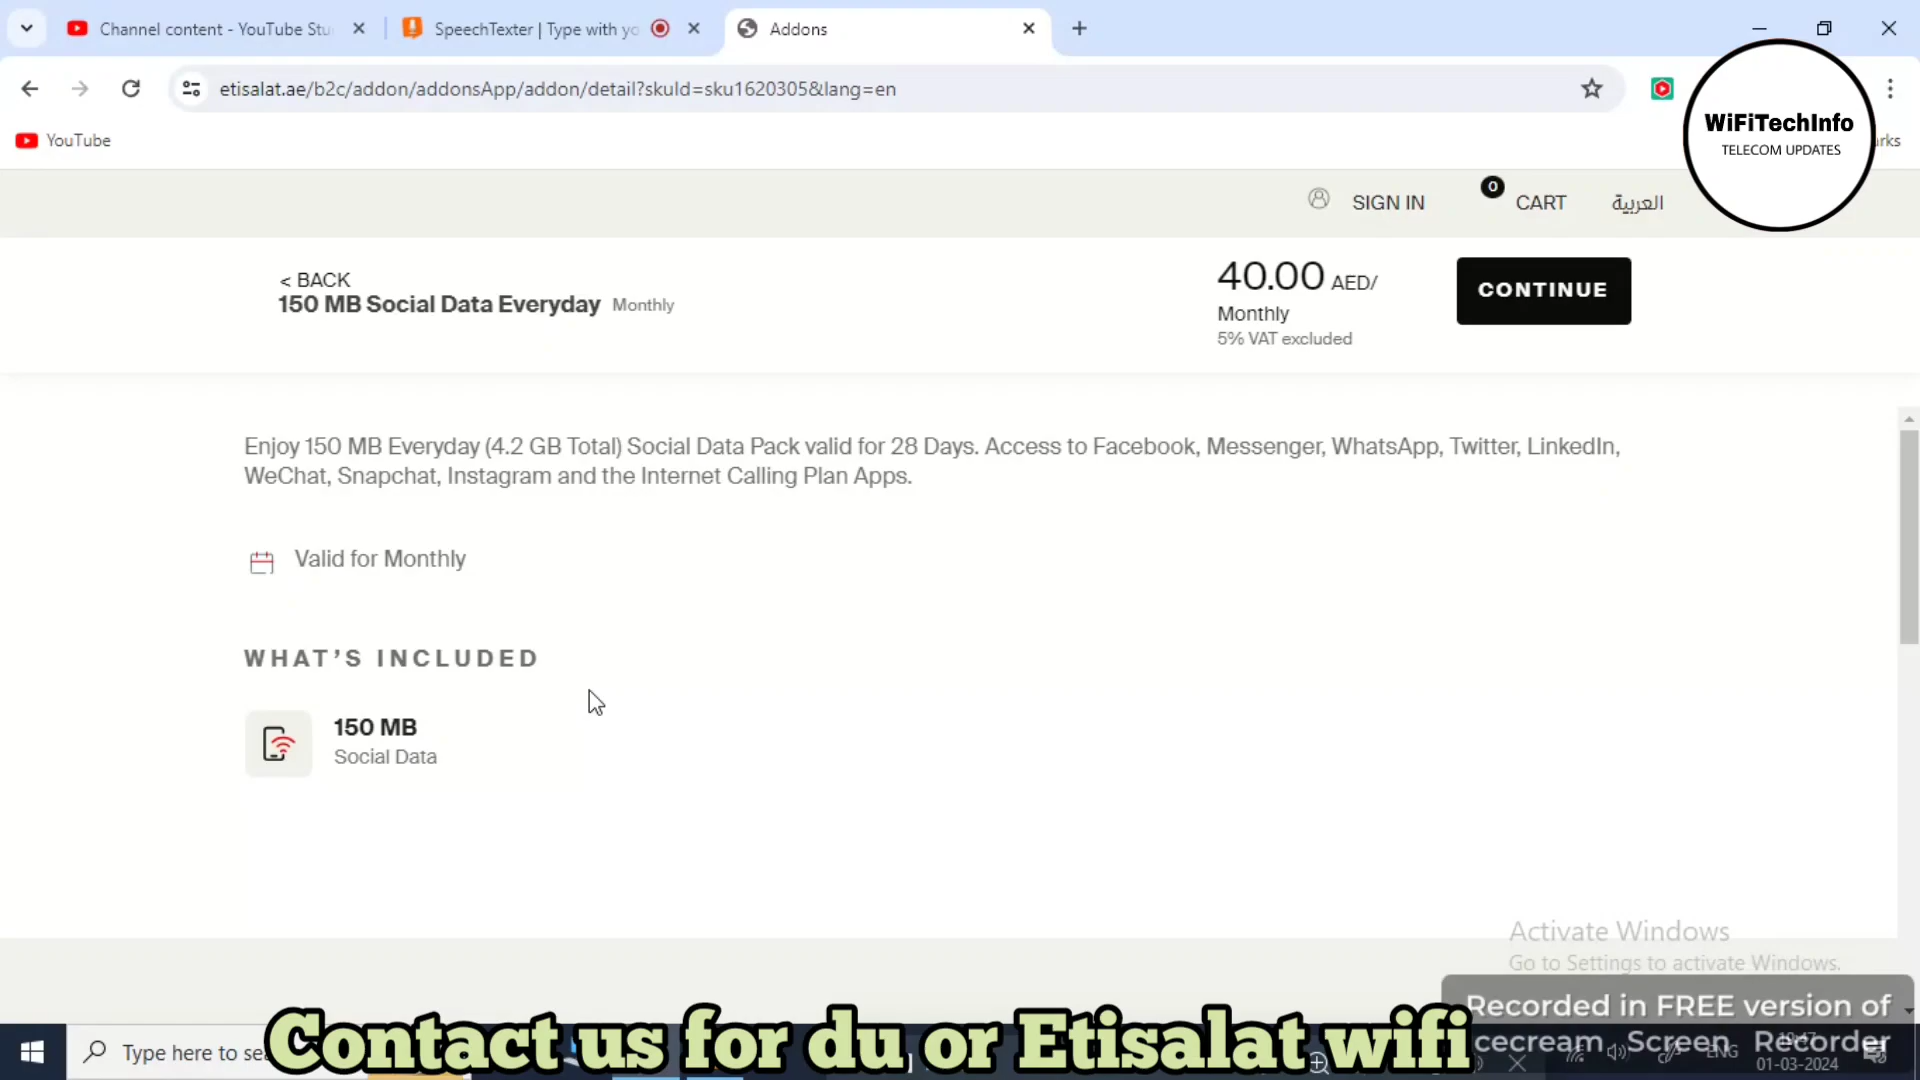 Channel content - YouTube Stu
SpeechTexter | Type with yo
Addons
etisalat.ae/b2c/addon/addonsApp/addon/detail?skuId=sku1620305&lang=en
YouTube
WiFiTechInfo
TELECOM UPDATES
rks
SIGN IN
0
CART
العربية
< BACK
150 MB Social Data Everyday Monthly
40.00 AED/
Monthly
5% VAT excluded
CONTINUE
Enjoy 150 MB Everyday (4.2 GB Total) Social Data Pack valid for 28 Days. Access to Facebook, Messenger, WhatsApp, Twitter, LinkedIn,
WeChat, Snapchat, Instagram and the Internet Calling Plan Apps.
Valid for Monthly
WHAT'S INCLUDED
150 MB
Social Data
Activate Windows
Go to Settings to activate Windows.
Recorded in FREE version of
cecream Screen Recorder
Type here to sea
Contact us for du or Etisalat wifi
ENG
01-03-2024